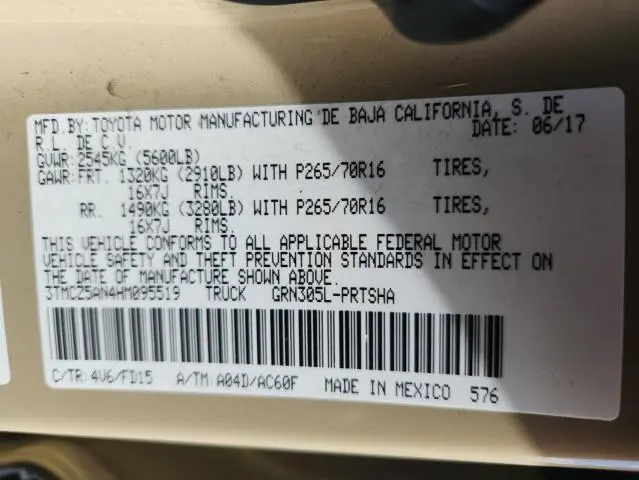 MFD.BY:TOYOTA MOTOR MANUFACTURING DE BAJA CALIFORNIA, S. DE
R.L. DE C.V. DATE: 06/17
GVWR:2545KG (5600LB)
GAWR:FRT. 1320KG (2910LB) WITH P265/70R16 TIRES,
16X7J RIMS.
RR. 1490KG (3280LB) WITH P265/70R16 TIRES,
16X7J RIMS.
THIS VEHICLE CONFORMS TO ALL APPLICABLE FEDERAL MOTOR
VEHICLE SAFETY AND THEFT PREVENTION STANDARDS IN EFFECT ON
THE DATE OF MANUFACTURE SHOWN ABOVE.
3TMCZ5AN4HM095519 TRUCK GRN305L-PRTSHA
C/TR:4V6/FD15 A/TM:A04D/AC60F MADE IN MEXICO 576